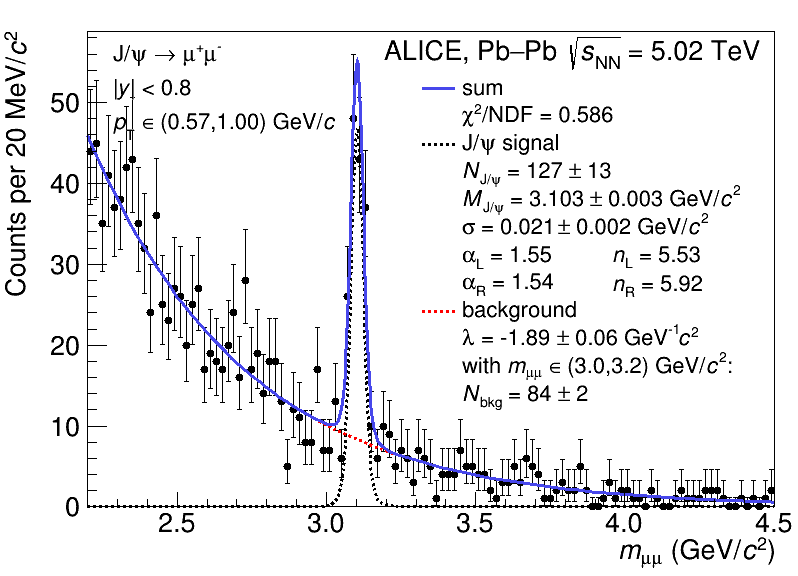 J/ψ → μ⁺μ⁻
|y| < 0.8
p ∈ (0.57,1.00) GeV/c
ALICE, Pb–Pb √s_NN = 5.02 TeV
sum
χ²/NDF = 0.586
J/ψ signal
N_J/ψ = 127 ± 13
M_J/ψ = 3.103 ± 0.003 GeV/c²
σ = 0.021 ± 0.002 GeV/c²
α_L = 1.55 n_L = 5.53
α_R = 1.54 n_R = 5.92
background
λ = -1.89 ± 0.06 GeV⁻¹c²
with m_μμ ∈ (3.0,3.2) GeV/c²:
N_bkg = 84 ± 2
Counts per 20 MeV/c²
50
40
30
20
10
0
2.5 3.0 3.5 4.0 4.5
m_μμ (GeV/c²)